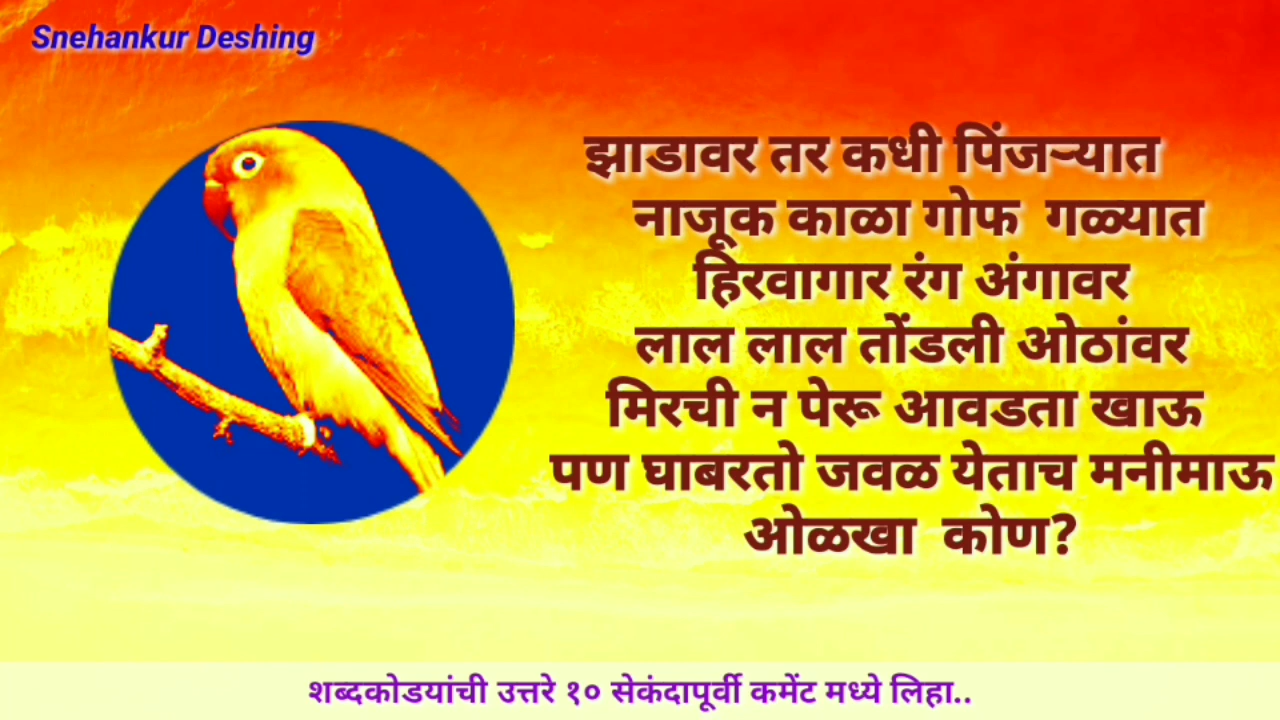 Snehankur Deshing
झाडावर तर कधी पिंजऱ्यात
नाजूक काळा गोफ गळ्यात
हिरवागार रंग अंगावर
लाल लाल तोंडली ओठांवर
मिरची न पेरू आवडता खाऊ
पण घाबरतो जवळ येताच मनीमाऊ
ओळखा कोण?
शब्दकोडयांची उत्तरे १० सेकंदापूर्वी कमेंट मध्ये लिहा..